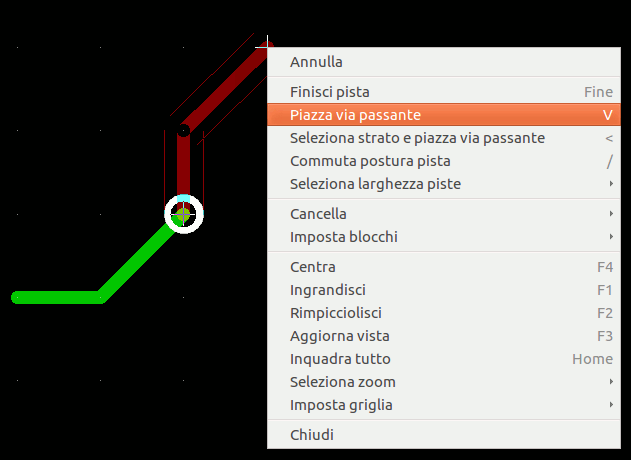 Annulla
Finisci pista Fine
Piazza via passante V
Seleziona strato e piazza via passante <
Commuta postura pista /
Seleziona larghezza piste
Cancella
Imposta blocchi
Centra F4
Ingrandisci F1
Rimpicciolisci F2
Aggiorna vista F3
Inquadra tutto Home
Seleziona zoom
Imposta griglia
Chiudi